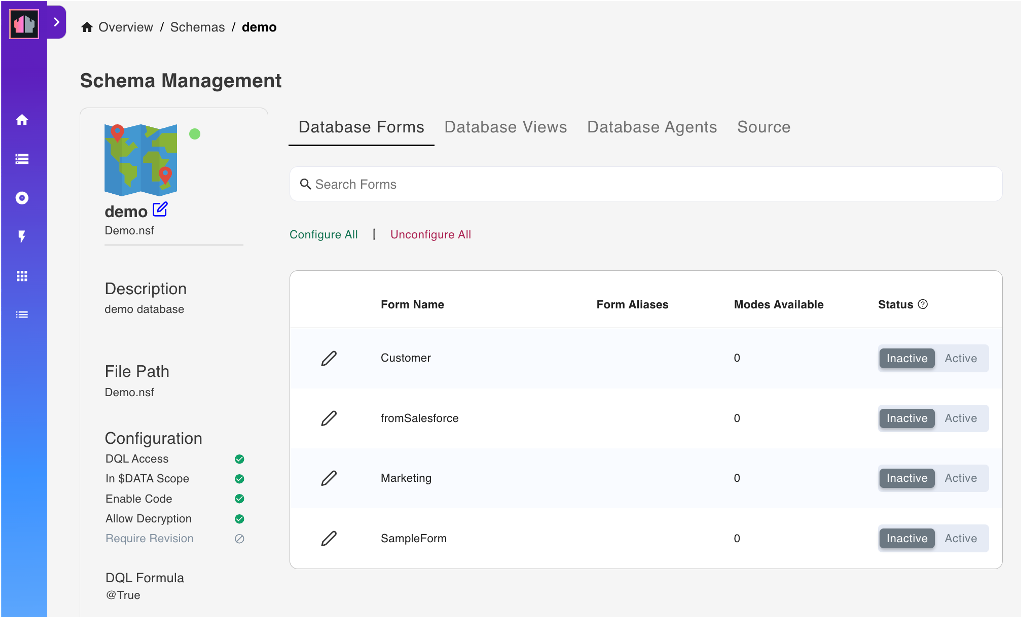 Overview / Schemas / demo
Schema Management
demo
Demo.nsf
Description
demo database
File Path
Demo.nsf
Configuration
DQL Access
In $DATA Scope
Enable Code
Allow Decryption
Require Revision
DQL Formula
@True
Database Forms Database Views Database Agents Source
Search Forms
Configure All | Unconfigure All
Form Name Form Aliases Modes Available Status
Customer 0 Inactive Active
fromSalesforce 0 Inactive Active
Marketing 0 Inactive Active
SampleForm 0 Inactive Active